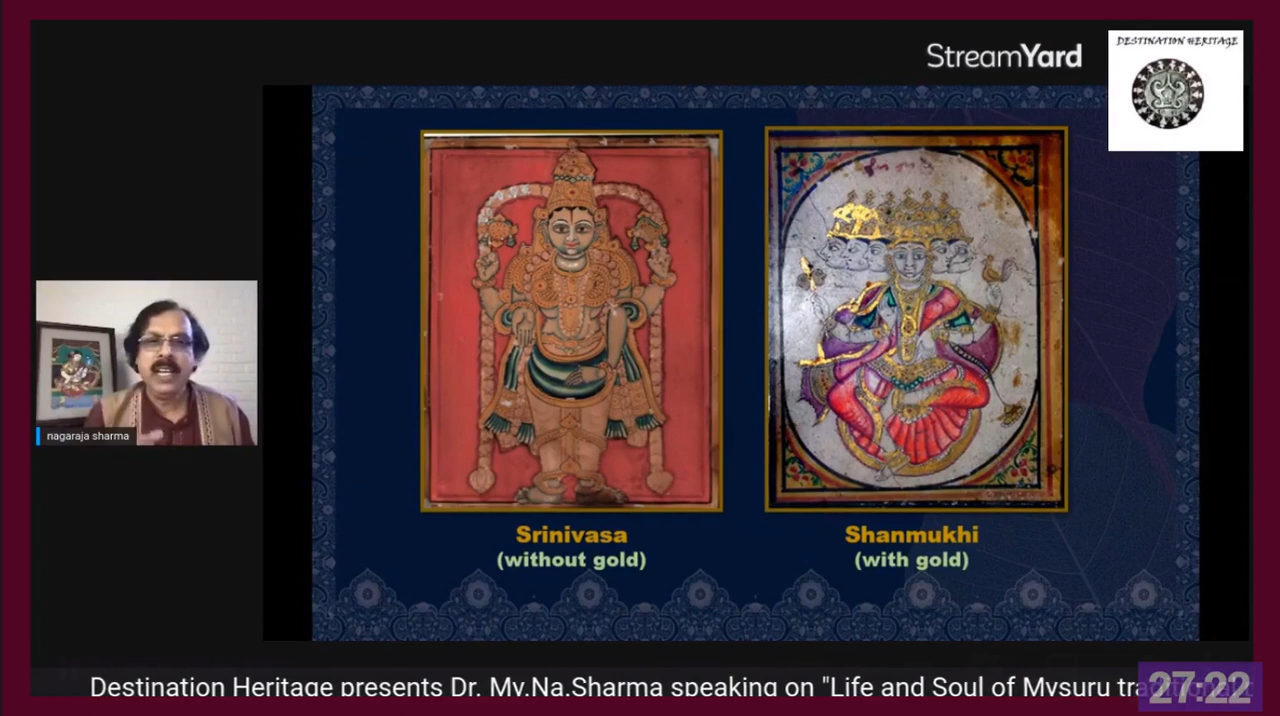 StreamYard
DESTINATION HERITAGE
nagaraja sharma
Srinivasa
(without gold)
Shanmukhi
(with gold)
Destination Heritage presents Dr. My.Na.Sharma speaking on "Life and Soul of Mysuru
27:22